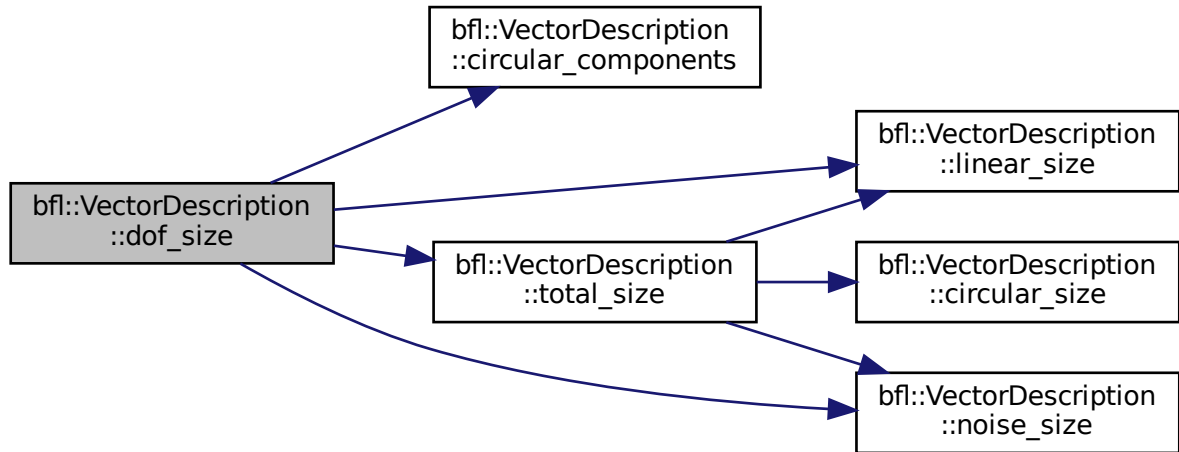 bfl::VectorDescription
::circular_components
bfl::VectorDescription
::linear_size
bfl::VectorDescription
::dof_size
bfl::VectorDescription
::total_size
bfl::VectorDescription
::circular_size
bfl::VectorDescription
::noise_size